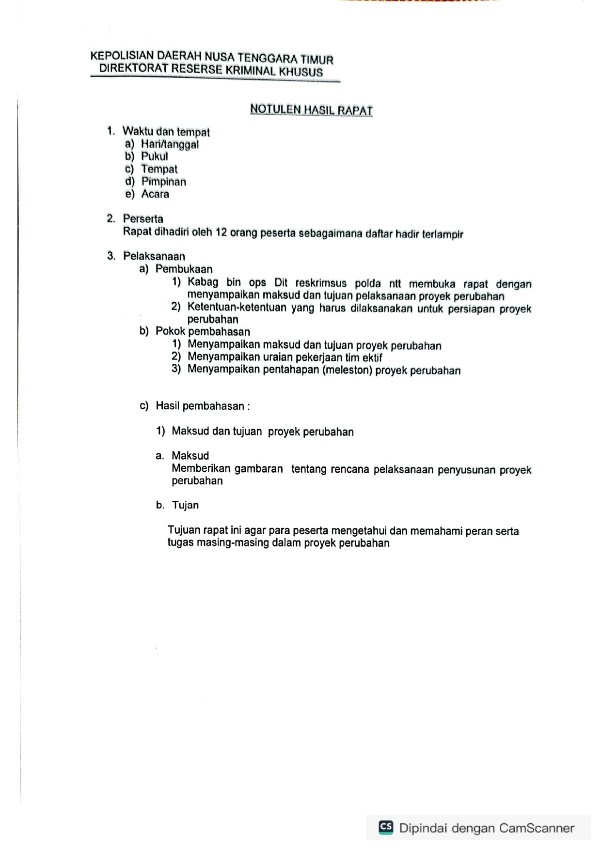 KEPOLISIAN DAERAH NUSA TENGGARA TIMUR
DIREKTORAT RESERSE KRIMINAL KHUSUS
NOTULEN HASIL RAPAT
1. Waktu dan tempat
a) Hari/tanggal
b) Pukul
c) Tempat
d) Pimpinan
e) Acara
2. Perserta
Rapat dihadiri oleh 12 orang peserta sebagaimana daftar hadir terlampir
3. Pelaksanaan
a) Pembukaan
1) Kabag bin ops Dit reskrimsus polda ntt membuka rapat dengan
menyampaikan maksud dan tujuan pelaksanaan proyek perubahan
2) Ketentuan-ketentuan yang harus dilaksanakan untuk persiapan proyek
perubahan
b) Pokok pembahasan
1) Menyampaikan maksud dan tujuan proyek perubahan
2) Menyampaikan uraian pekerjaan tim ektif
3) Menyampaikan pentahapan (meleston) proyek perubahan
c) Hasil pembahasan :
1) Maksud dan tujuan proyek perubahan
a. Maksud
Memberikan gambaran tentang rencana pelaksanaan penyusunan proyek
perubahan
b. Tujan
Tujuan rapat ini agar para peserta mengetahui dan memahami peran serta
tugas masing-masing dalam proyek perubahan
CS Dipindai dengan CamScanner